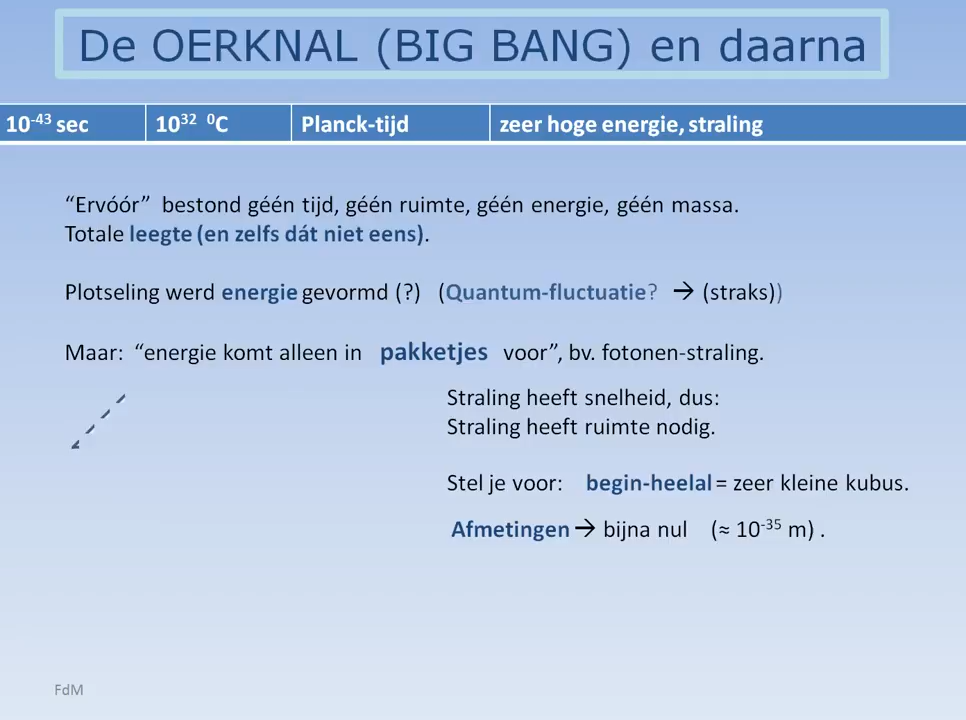 De OERKNAL (BIG BANG) en daarna
10⁻⁴³ sec 10³² ⁰C Planck-tijd zeer hoge energie, straling
“Ervóór” bestond géén tijd, géén ruimte, géén energie, géén massa.
Totale leegte (en zelfs dát niet eens).
Plotseling werd energie gevormd (?) (Quantum-fluctuatie? → (straks))
Maar: “energie komt alleen in pakketjes voor”, bv. fotonen-straling.
Straling heeft snelheid, dus:
Straling heeft ruimte nodig.
Stel je voor: begin-heelal = zeer kleine kubus.
Afmetingen → bijna nul (≈ 10⁻³⁵ m) .
FdM